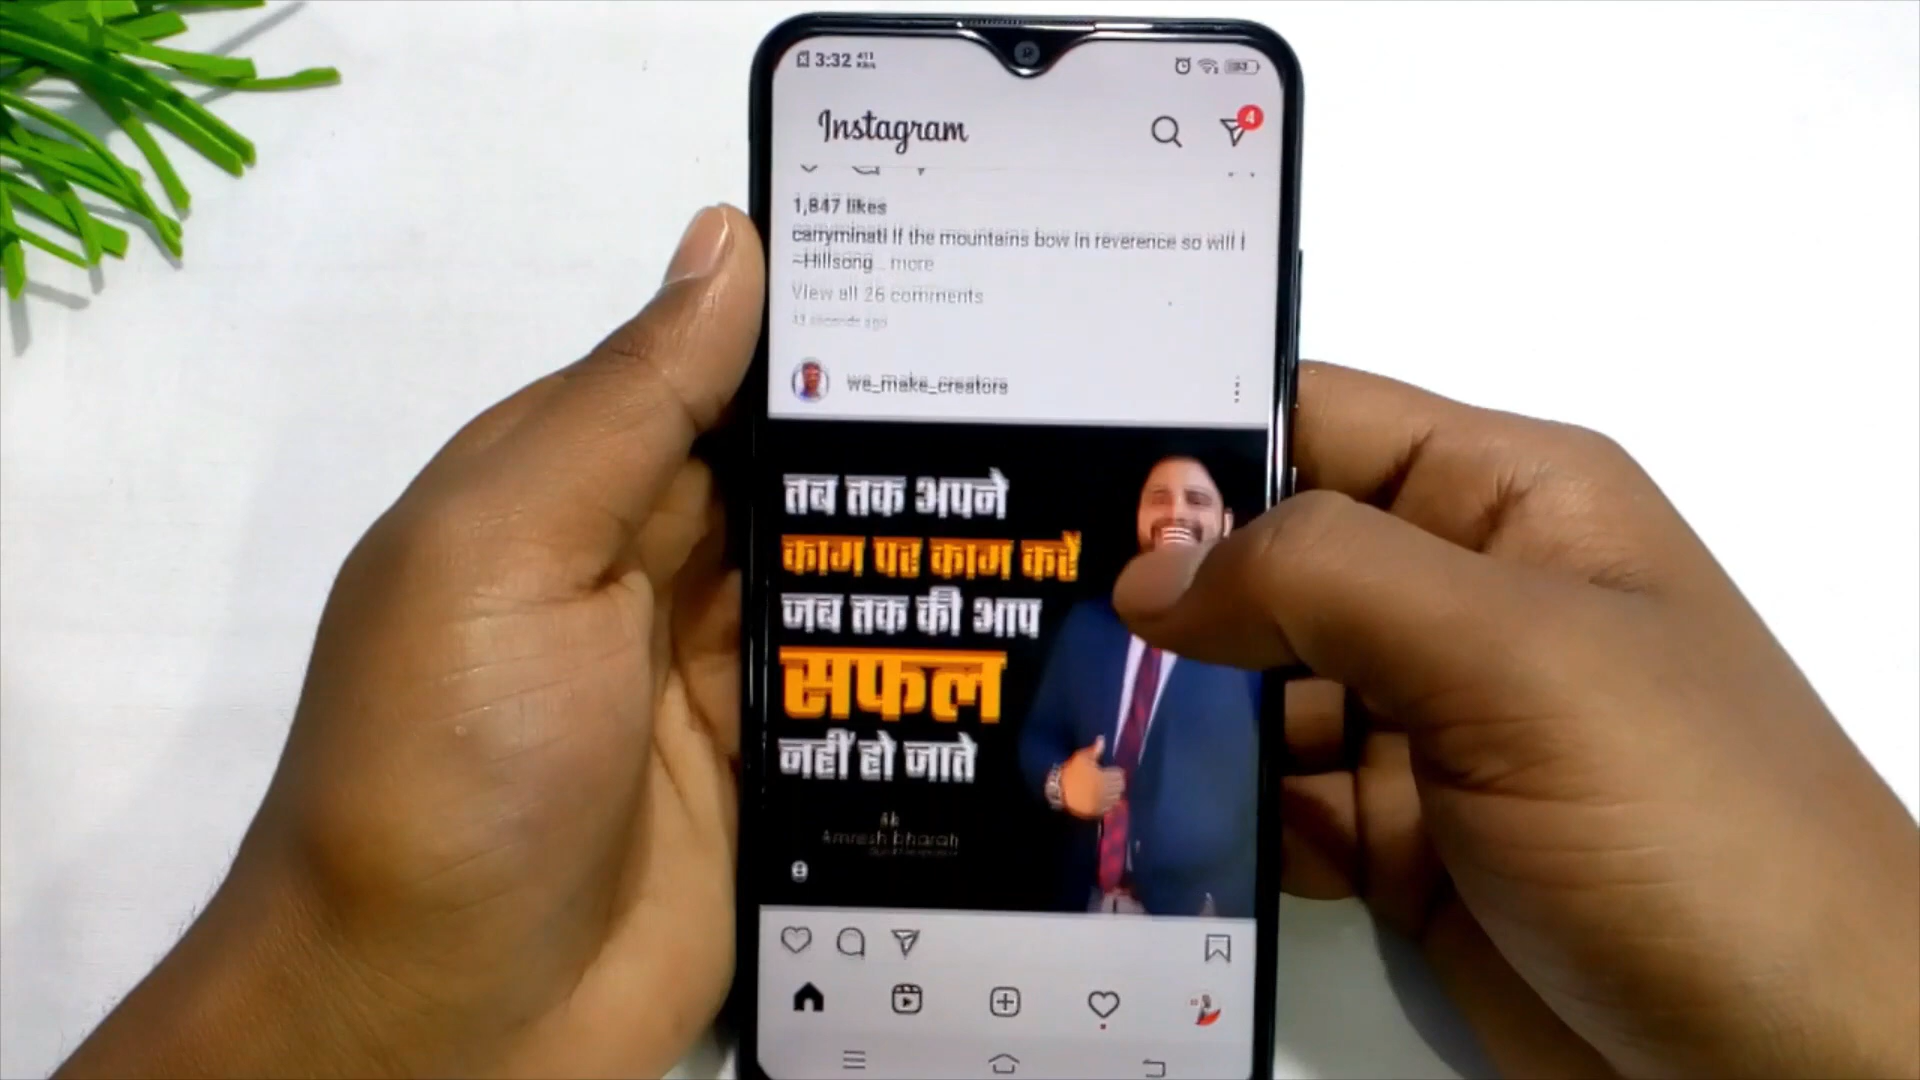 3:32
Instagram
4
1,847 likes
carryminati If the mountains bow in reverence so will I
~Hillsong... more
View all 26 comments
we_make_creators
तब तक अपने
काम पर काम करें
जब तक की आप
सफल
नहीं हो जाते
Amresh bharati